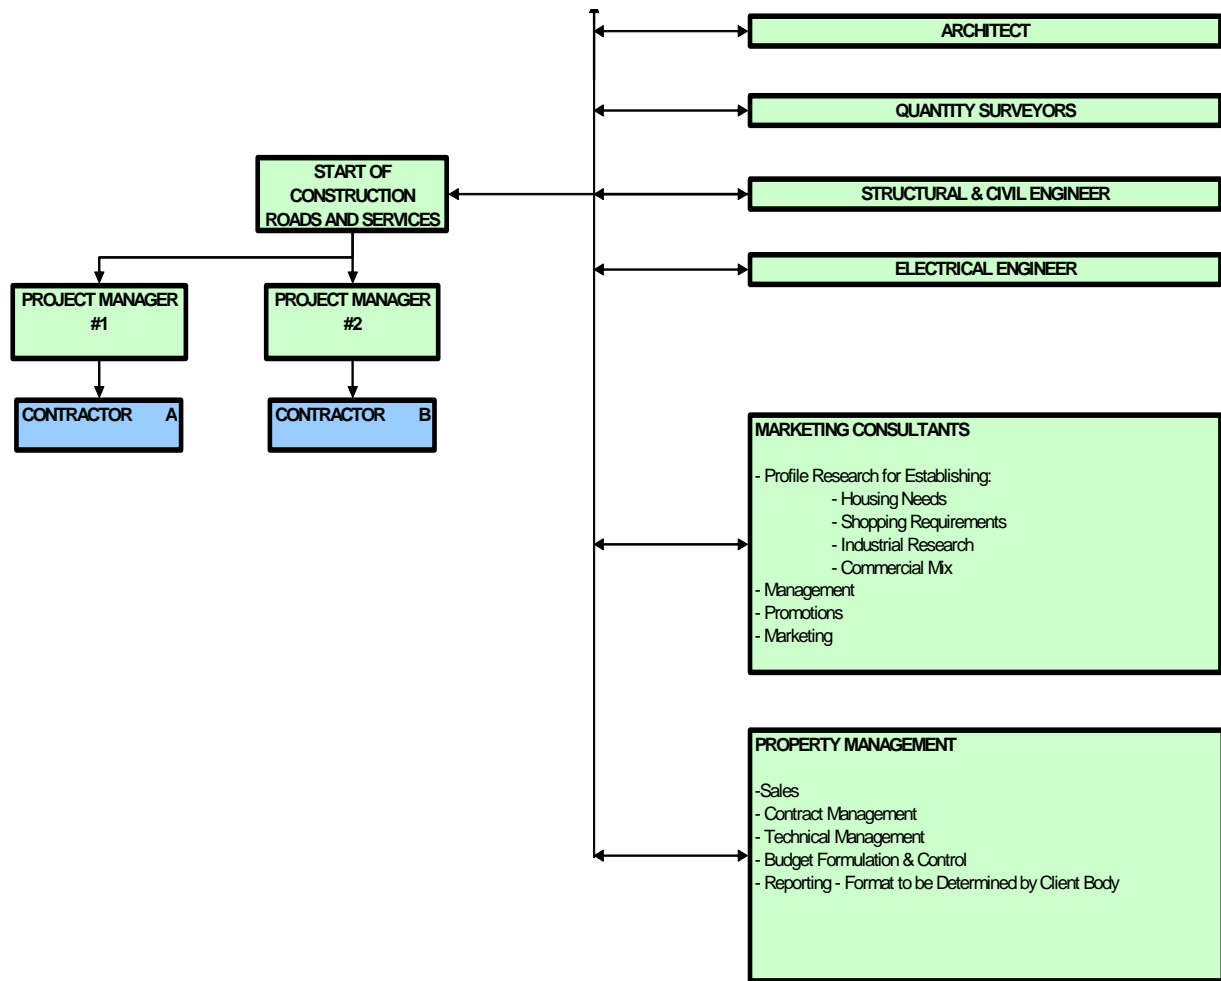 ARCHITECT
QUANTITY SURVEYORS
START OF
CONSTRUCTION
ROADS AND SERVICES
STRUCTURAL & CIVIL ENGINEER
ELECTRICAL ENGINEER
PROJECT MANAGER
#1
PROJECT MANAGER
#2
CONTRACTOR A
CONTRACTOR B
MARKETING CONSULTANTS
- Profile Research for Establishing:
- Housing Needs
- Shopping Requirements
- Industrial Research
- Commercial Mix
- Management
- Promotions
- Marketing
PROPERTY MANAGEMENT
-Sales
- Contract Management
- Technical Management
- Budget Formulation & Control
- Reporting - Format to be Determined by Client Body